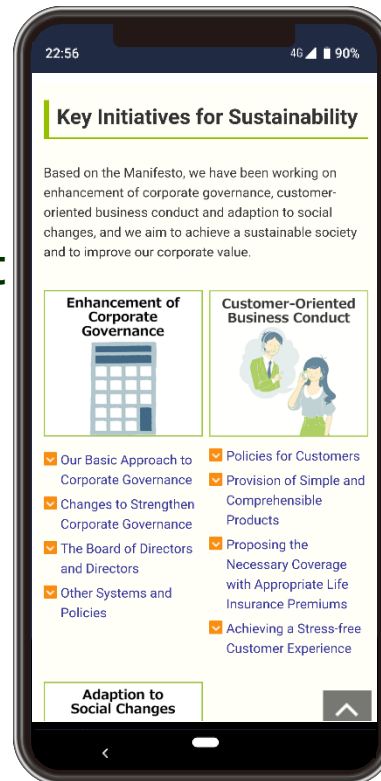 22:56
4G
90%
Key Initiatives for Sustainability
Based on the Manifesto, we have been working on
enhancement of corporate governance, customer-
oriented business conduct and adaption to social
changes, and we aim to achieve a sustainable society
and to improve our corporate value.
t
Enhancement of
Corporate
Governance
Our Basic Approach to
Corporate Governance
Changes to Strengthen
Corporate Governance
The Board of Directors
and Directors
Other Systems and
Policies
Customer-Oriented
Business Conduct
Policies for Customers
Provision of Simple and
Comprehensible
Products
Proposing the
Necessary Coverage
with Appropriate Life
Insurance Premiums
Achieving a Stress-free
Customer Experience
Adaption to
Social Changes